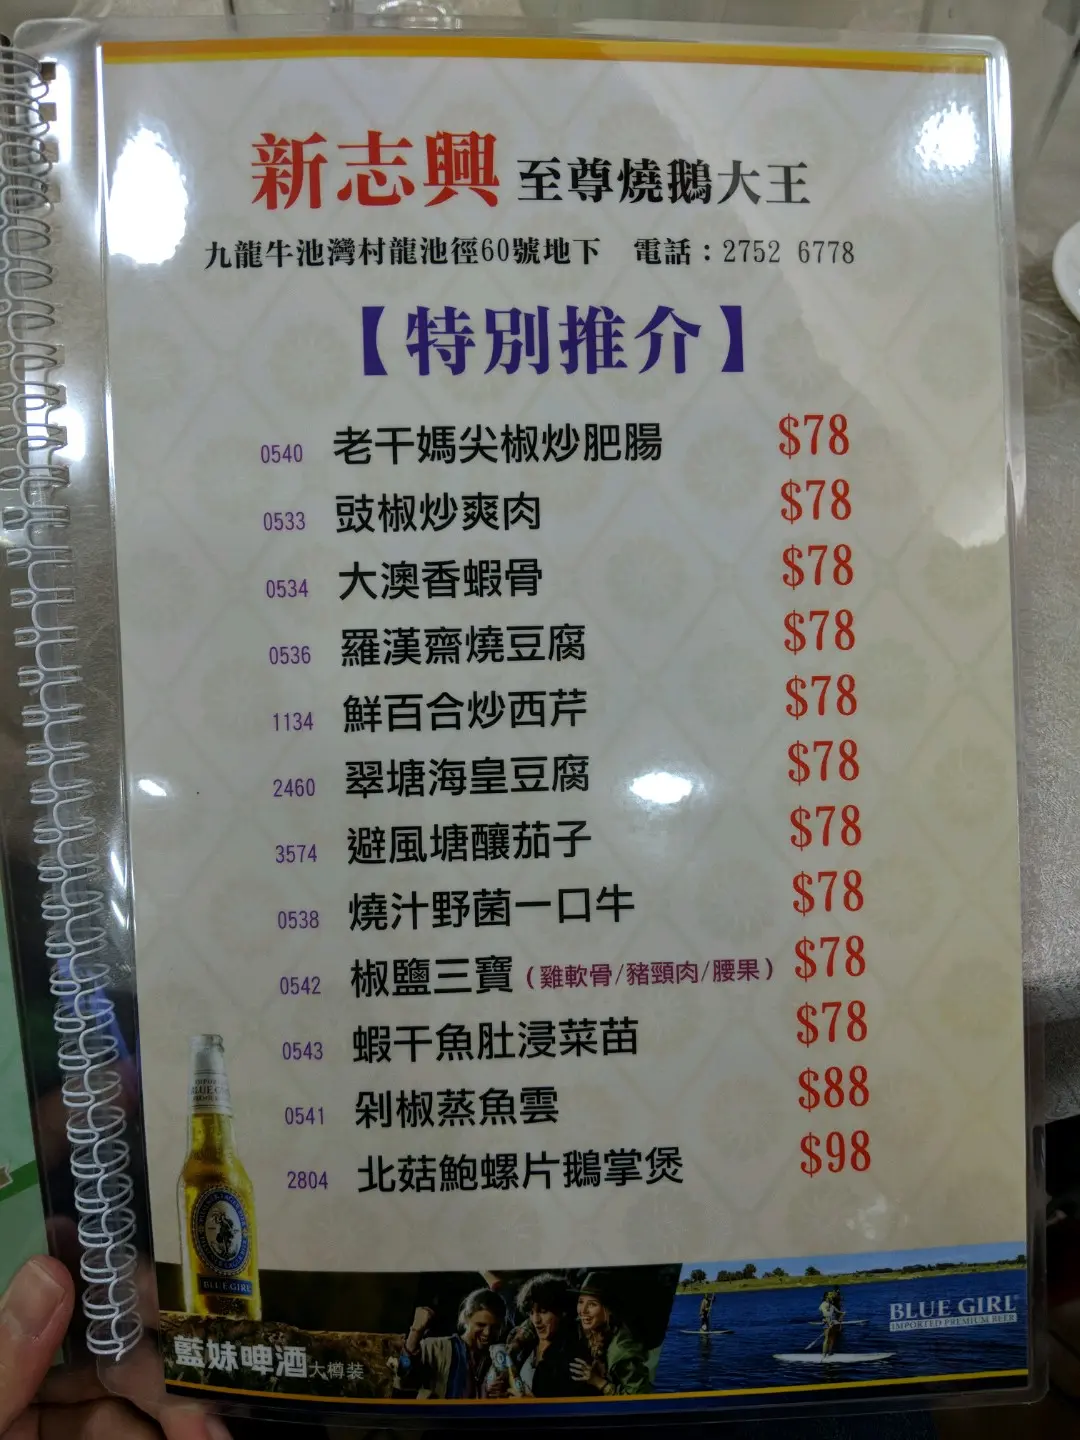 新志興 至尊燒鵝大王
九龍牛池灣村龍池徑60號地下 電話：2752 6778
【特別推介】
0540 老干媽尖椒炒肥腸 $78
0533 豉椒炒爽肉 $78
0534 大澳香蝦骨 $78
0536 羅漢齋燒豆腐 $78
1134 鮮百合炒西芹 $78
2460 翠塘海皇豆腐 $78
3574 避風塘釀茄子 $78
0538 燒汁野菌一口牛 $78
0542 椒鹽三寶（雞軟骨/豬頸肉/腰果） $78
0543 蝦干魚肚浸菜苗 $78
0541 剁椒蒸魚雲 $88
2804 北菇鮑螺片鵝掌煲 $98
BLUE GIRL
BLUE GIRL
藍妹啤酒大樽裝
BLUE GIRL
IMPORTED PREMIUM BEER